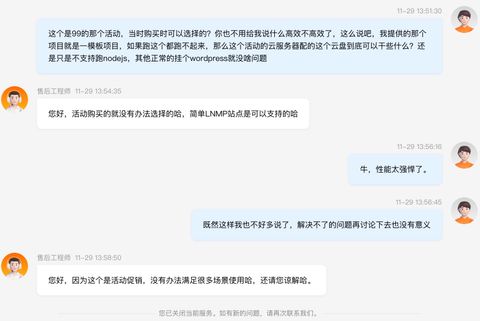 11-29 13:51:30
这个是99的那个活动，当时购买时可以选择的？你也不用给我说什么高效不高效了，这么说吧，我提供的那个
项目就是一模板项目，如果跑这个都跑不起来，那么这个活动的云服务器配的这个云盘到底可以干些什么？还
是只是不支持跑nodejs，其他正常的挂个wordpress就没啥问题
售后工程师 11-29 13:54:35
您好，活动购买的就没有办法选择的哈，简单LNMP站点是可以支持的哈
11-29 13:56:16
牛，性能太强悍了。
11-29 13:56:45
既然这样我也不好多说了，解决不了的问题再讨论下去也没有意义
售后工程师 11-29 13:58:50
您好，因为这个是活动促销，没有办法满足很多场景使用哈，还请您谅解哈。
您已关闭当前服务。如有新的问题，请再次联系我们。